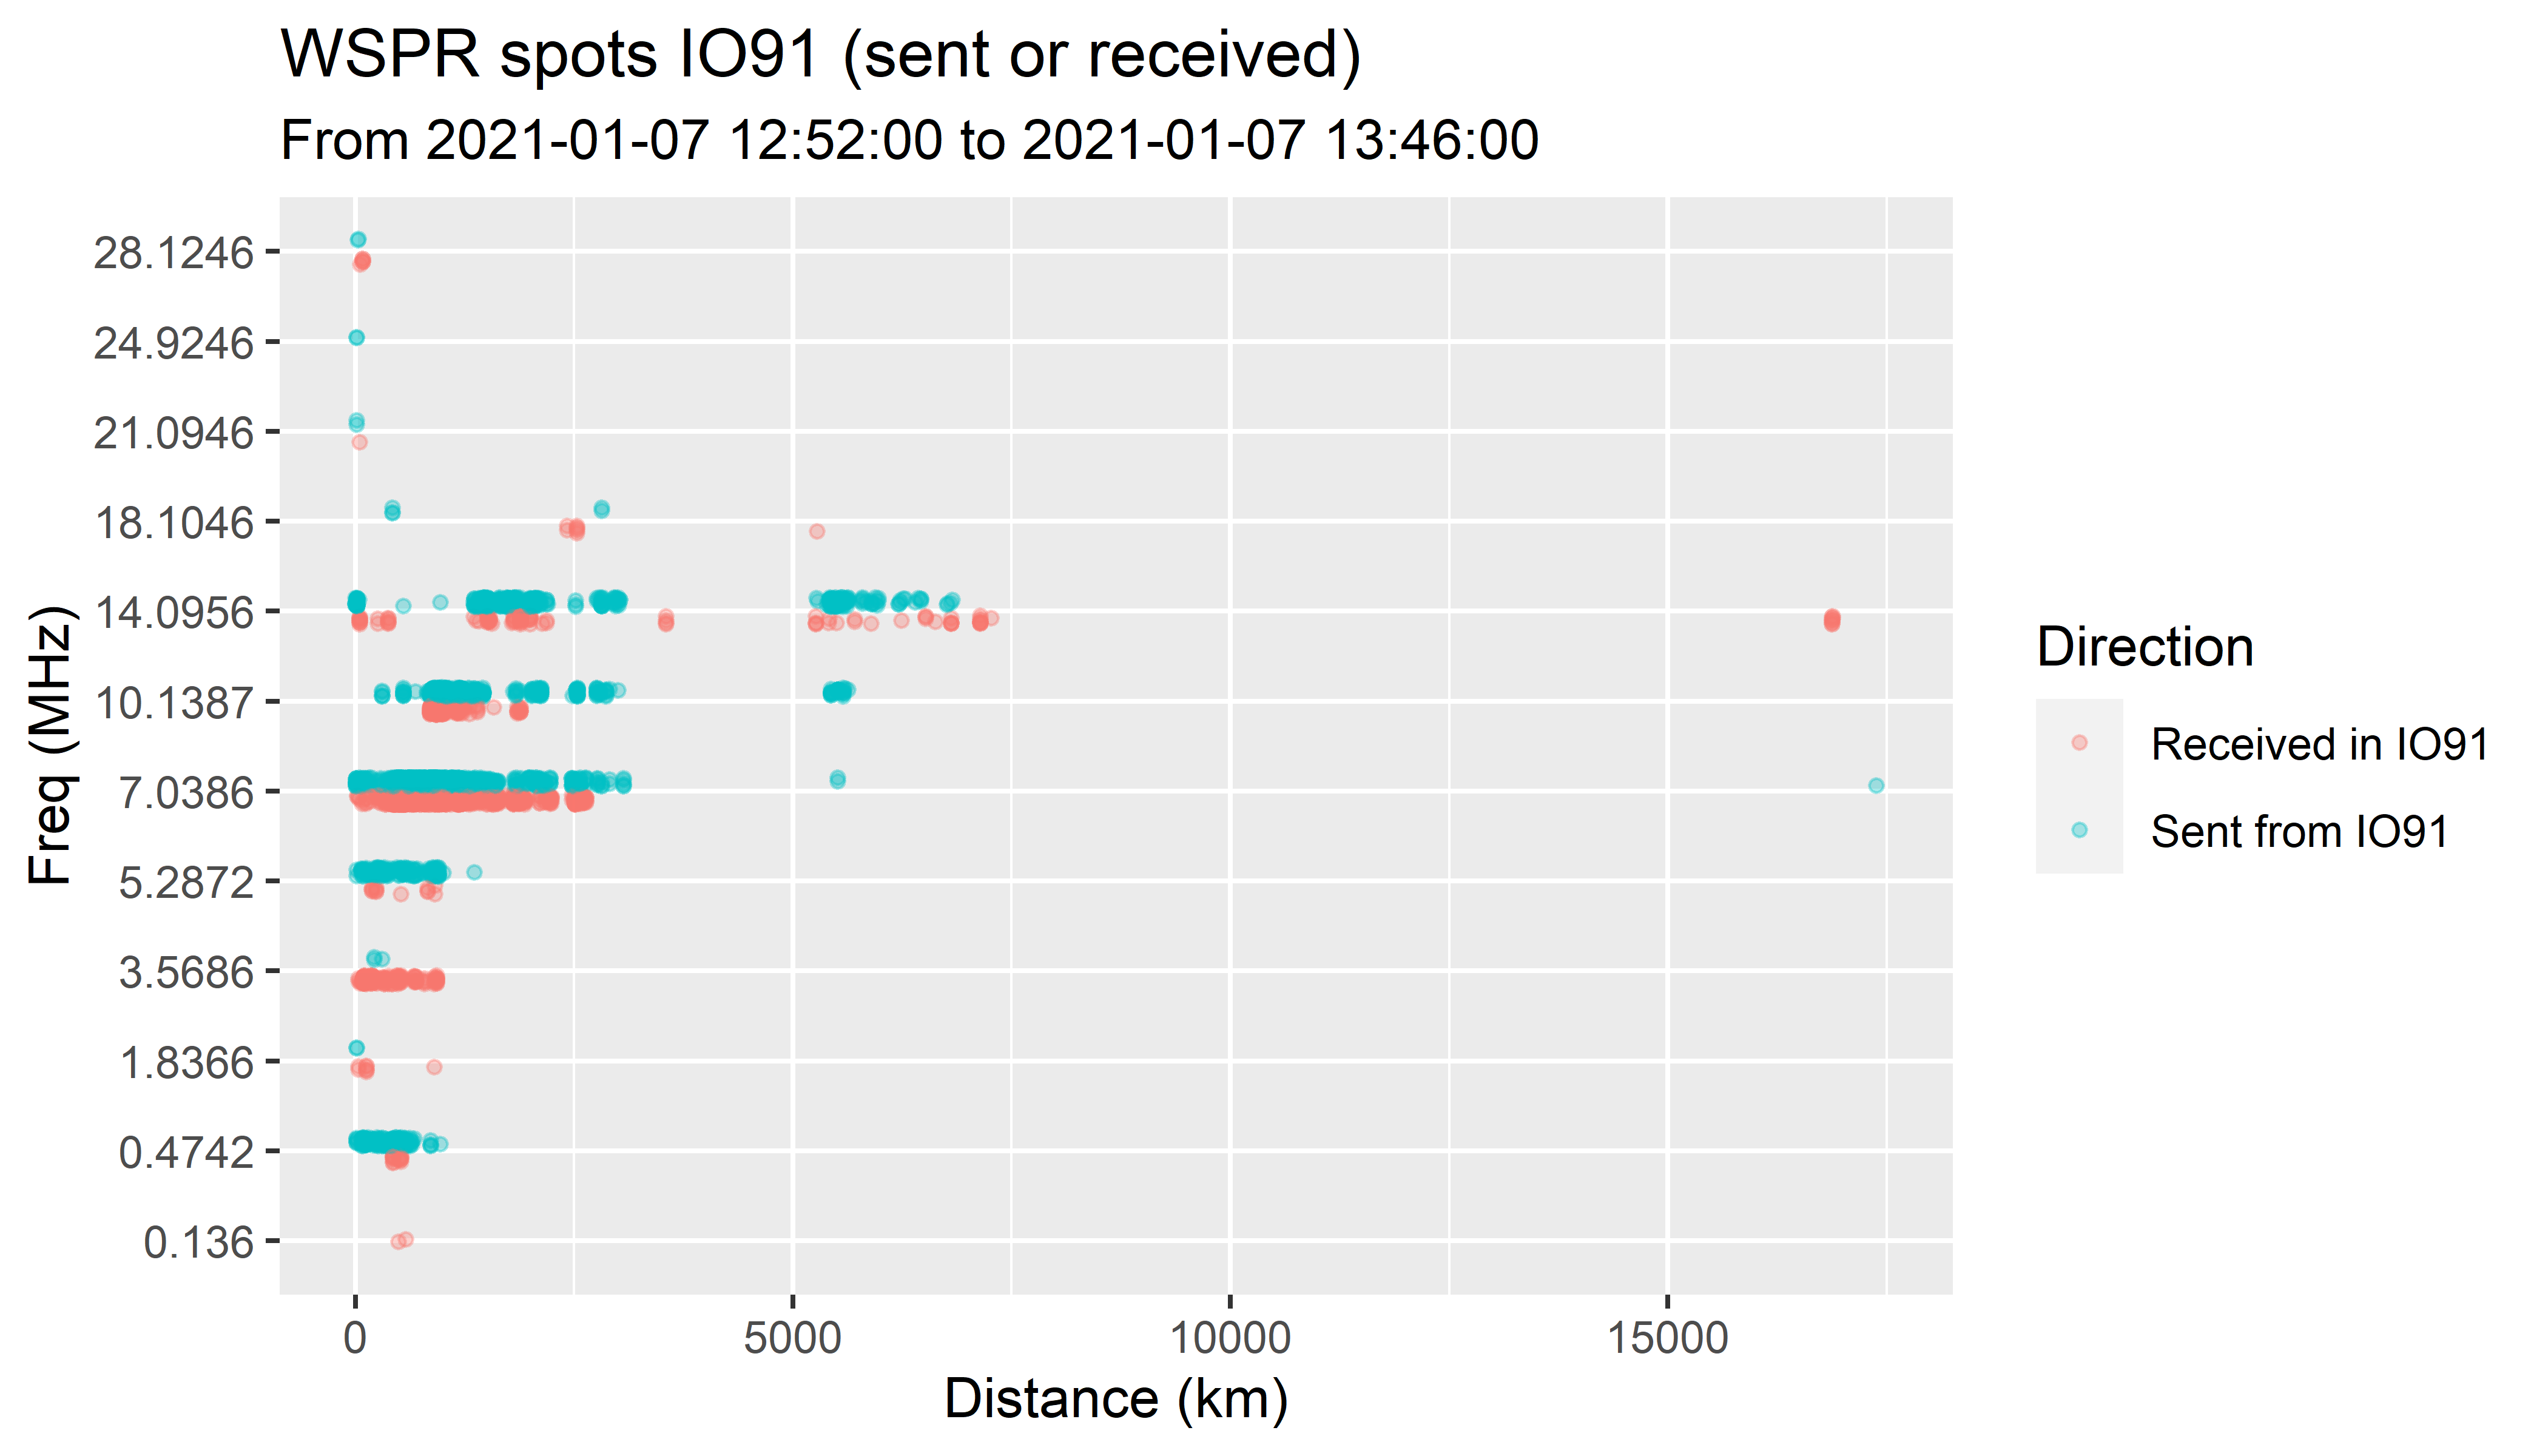 WSPR spots IO91 (sent or received)
From 2021-01-07 12:52:00 to 2021-01-07 13:46:00
Freq (MHz)
28.1246
24.9246
21.0946
18.1046
14.0956
10.1387
7.0386
5.2872
3.5686
1.8366
0.4742
0.136
0 5000 10000 15000
Distance (km)
Direction
Received in IO91
Sent from IO91